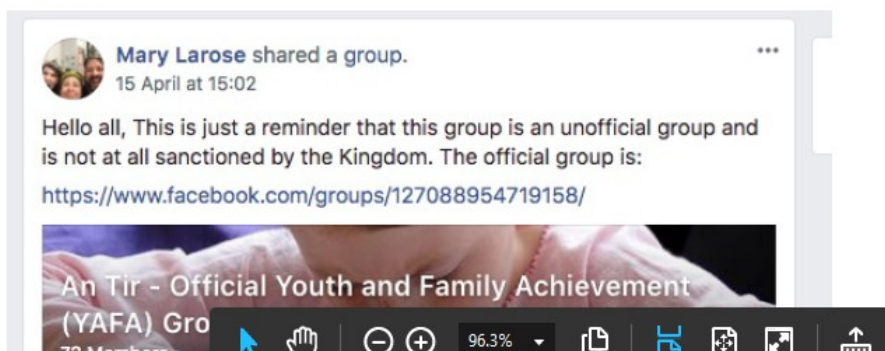 Mary Larose shared a group.
15 April at 15:02
Hello all, This is just a reminder that this group is an unofficial group and
is not at all sanctioned by the Kingdom. The official group is:
https://www.facebook.com/groups/127088954719158/
An Tir - Official Youth and Family Achievement
(YAFA) Gro
96.3%